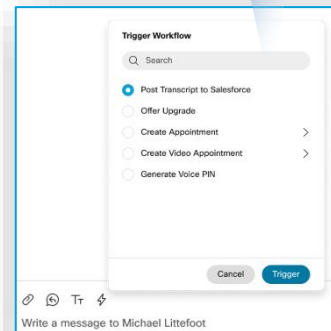 Trigger Workflow
Search
Post Transcript to Salesforce
Offer Upgrade
Create Appointment
Create Video Appointment
Generate Voice PIN
Cancel Trigger
Tт
Write a message to Michael Littefoot